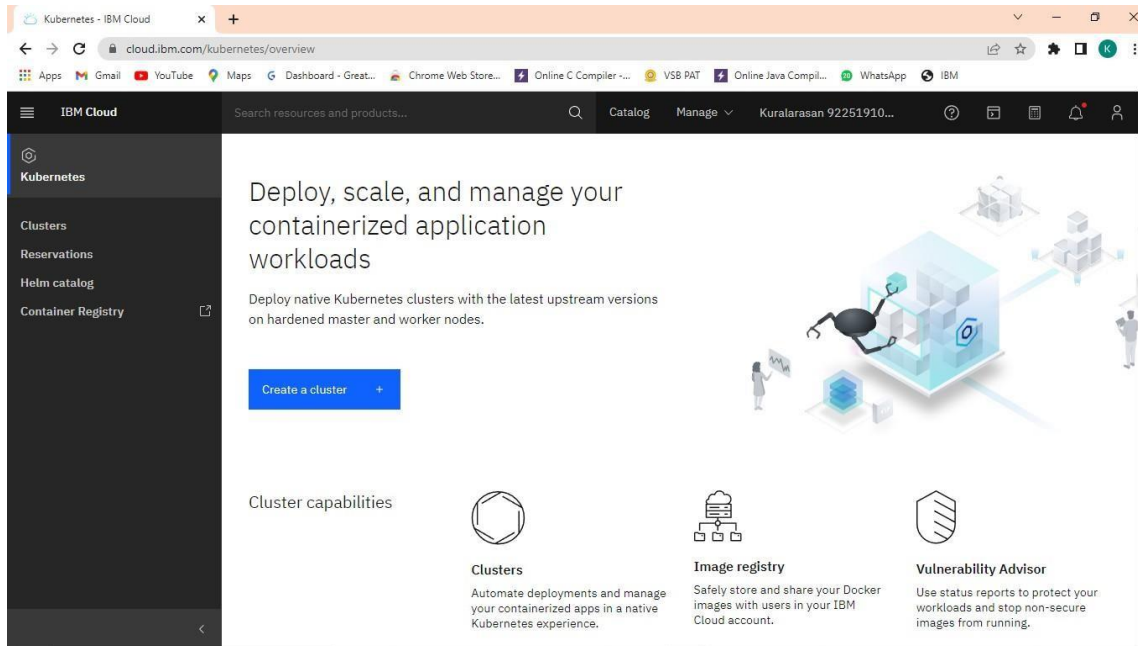 Kubernetes - IBM Cloud
cloud.ibm.com/kubernetes/overview
Apps Gmail YouTube Maps Dashboard - Great... Chrome Web Store... Online C Compiler -... VSB PAT Online Java Compil... WhatsApp IBM
IBM Cloud Search resources and products... Catalog Manage Kuralarasan 92251910...
Kubernetes
Clusters
Reservations
Helm catalog
Container Registry
Deploy, scale, and manage your
containerized application
workloads
Deploy native Kubernetes clusters with the latest upstream versions
on hardened master and worker nodes.
Create a cluster +
Cluster capabilities
Clusters
Automate deployments and manage
your containerized apps in a native
Kubernetes experience.
Image registry
Safely store and share your Docker
images with users in your IBM
Cloud account.
Vulnerability Advisor
Use status reports to protect your
workloads and stop non-secure
images from running.